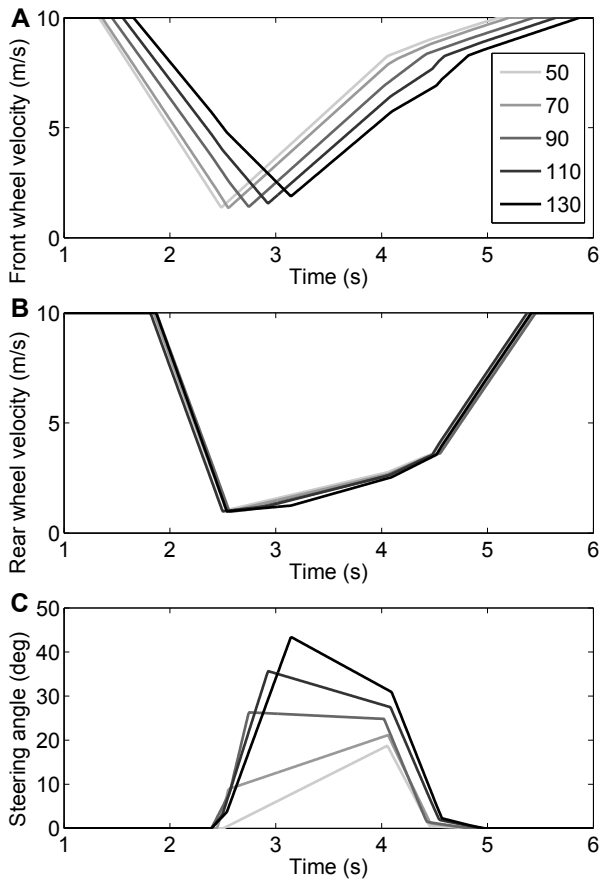 A
Front wheel velocity (m/s)
10
5
0
1 2 3 4 5 6
Time (s)
50
70
90
110
130
B
Rear wheel velocity (m/s)
10
5
0
1 2 3 4 5 6
Time (s)
C
Steering angle (deg)
50
40
30
20
10
0
1 2 3 4 5 6
Time (s)